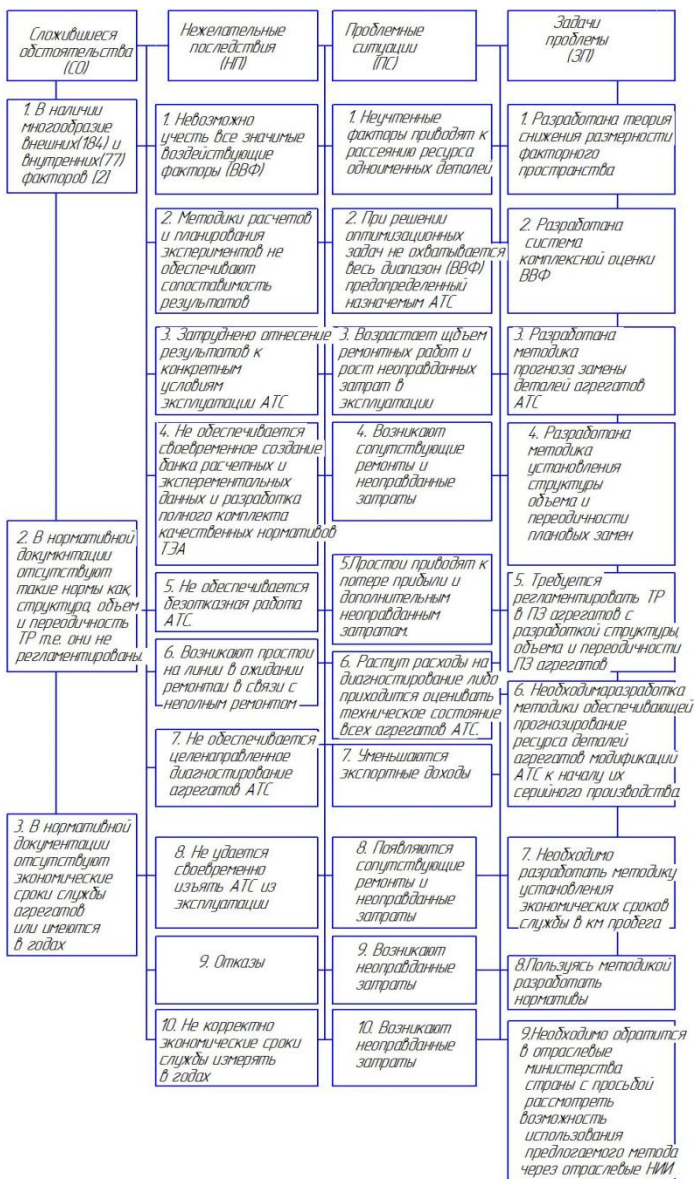 Сложившиеся
обстоятельства
(СО)
1. В наличии
многообразие
внешних(184) и
внутренних(77)
факторов [2]
2. В нормативной
докумкнтации
отсутствуют
такие нормы как,
структура, объем
и переодичность
ТР т.е. они не
регламентированы.
3. В нормативной
документации
отсутствуют
экономические
сроки службы
агрегатов
или имеются
в годах
Нежелательные
последствия
(НП)
1. Невозможно
учесть все значимые
воздействующие
факторы (ВВФ)
2. Методики расчетов
и планирования
экспериментов не
обеспечивают
сопоставимость
результатов
3. Затруднено отнесение
результатов к
конкретным
условиям
эксплуатации АТС
4. Не обеспечивается
своевременное создание
банка расчетных и
эксперементальных
данных и разработка
полного комплекта
качественных нормативов
ТЭА
5. Не обеспечивается
безотказная работа
АТС.
6. Возникают простои
на линии в ожидании
ремонтаи в связи с
неполным ремонтом
7. Не обеспечивается
целенаправленное
диагностирование
агрегатов АТС
8. Не удается
своевременно
изъять АТС из
эксплуатации
9. Отказы
10. Не корректно
экономические сроки
службы измерять
в годах
Проблемные
ситуации
(ПС)
1. Неучтенные
факторы приводят к
рассеянию ресурса
одноименных деталей
2. При решении
оптимизационных
задач не охватывается
весь диапазон (ВВФ)
предопределенный
назначемым АТС
3. Возрастает щбъем
ремонтных работ и
рост неоправданных
затрат в
эксплуатации
4. Возникают
сопутствующие
ремонты и
неоправданные
затраты
5.Простои приводят к
потере прибыли и
дополнительным
неоправданным
затратам.
6. Растут расходы на
диагностирование либо
приходится оценивать
техническое состояние
всех агрегатов АТС.
7. Уменьшаются
экспортные доходы
8. Появляются
сопутствующие
ремонты и
неоправданные
затраты
9. Возникают
неоправданные
затраты
10. Возникают
неоправданные
затраты
Задачи
проблемы
(ЗП)
1. Разработана теория
снижения размерности
факторного
пространства
2. Разработана
система
комплексной оценки
ВВФ
3. Разработана
методика
прогноза замены
деталей агрегатов
АТС
4. Разработана
методика
установления
структуры
объема и
переодичности
плановых замен
5. Требуется
регламентировать ТР
в ПЗ агрегатов с
разработкой структуры,
объема и переодичности
ПЗ агрегатов
6. Необходимаразработка
методики обеспечивающей
прогнозирование
ресурса деталей
агрегатов модификаций
АТС к началу их
серийного производства
7. Необходимо
разработать методику
установления
экономических сроков
службы в км пробега
8.Пользуясь методикой
разработать
нормативы
9.Необходимо обратится
в отраслевые
министерства
страны с просьбой
рассмотреть
возможность
использования
предлогаемого метода
через отраслевые НИИ